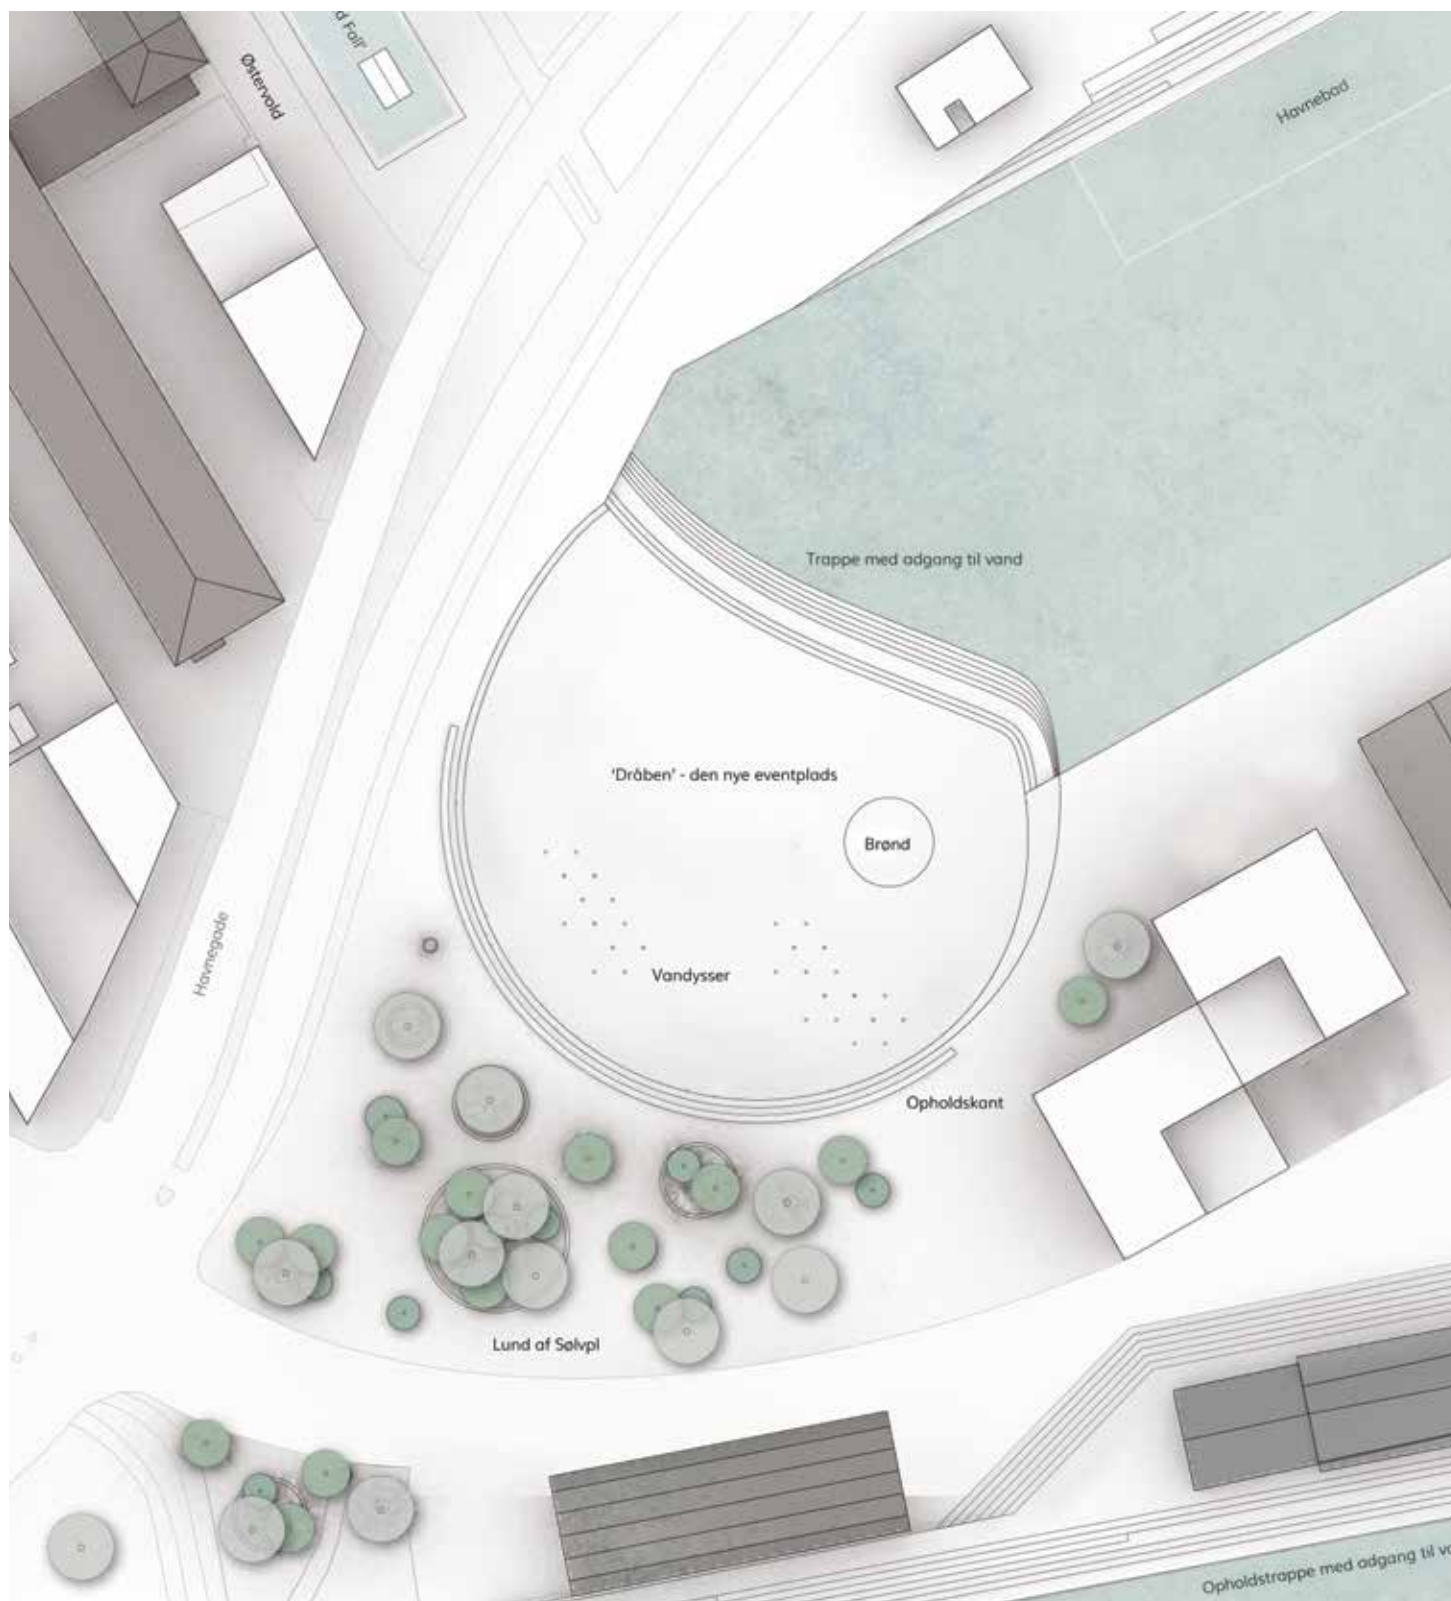 Østervold
Havnebad
Trappe med adgang til vand
'Dråben' - den nye eventplads
Brønd
Havnegade
Vandysser
Opholdskant
Lund af Sølvpl
Opholdstrappe med adgang til